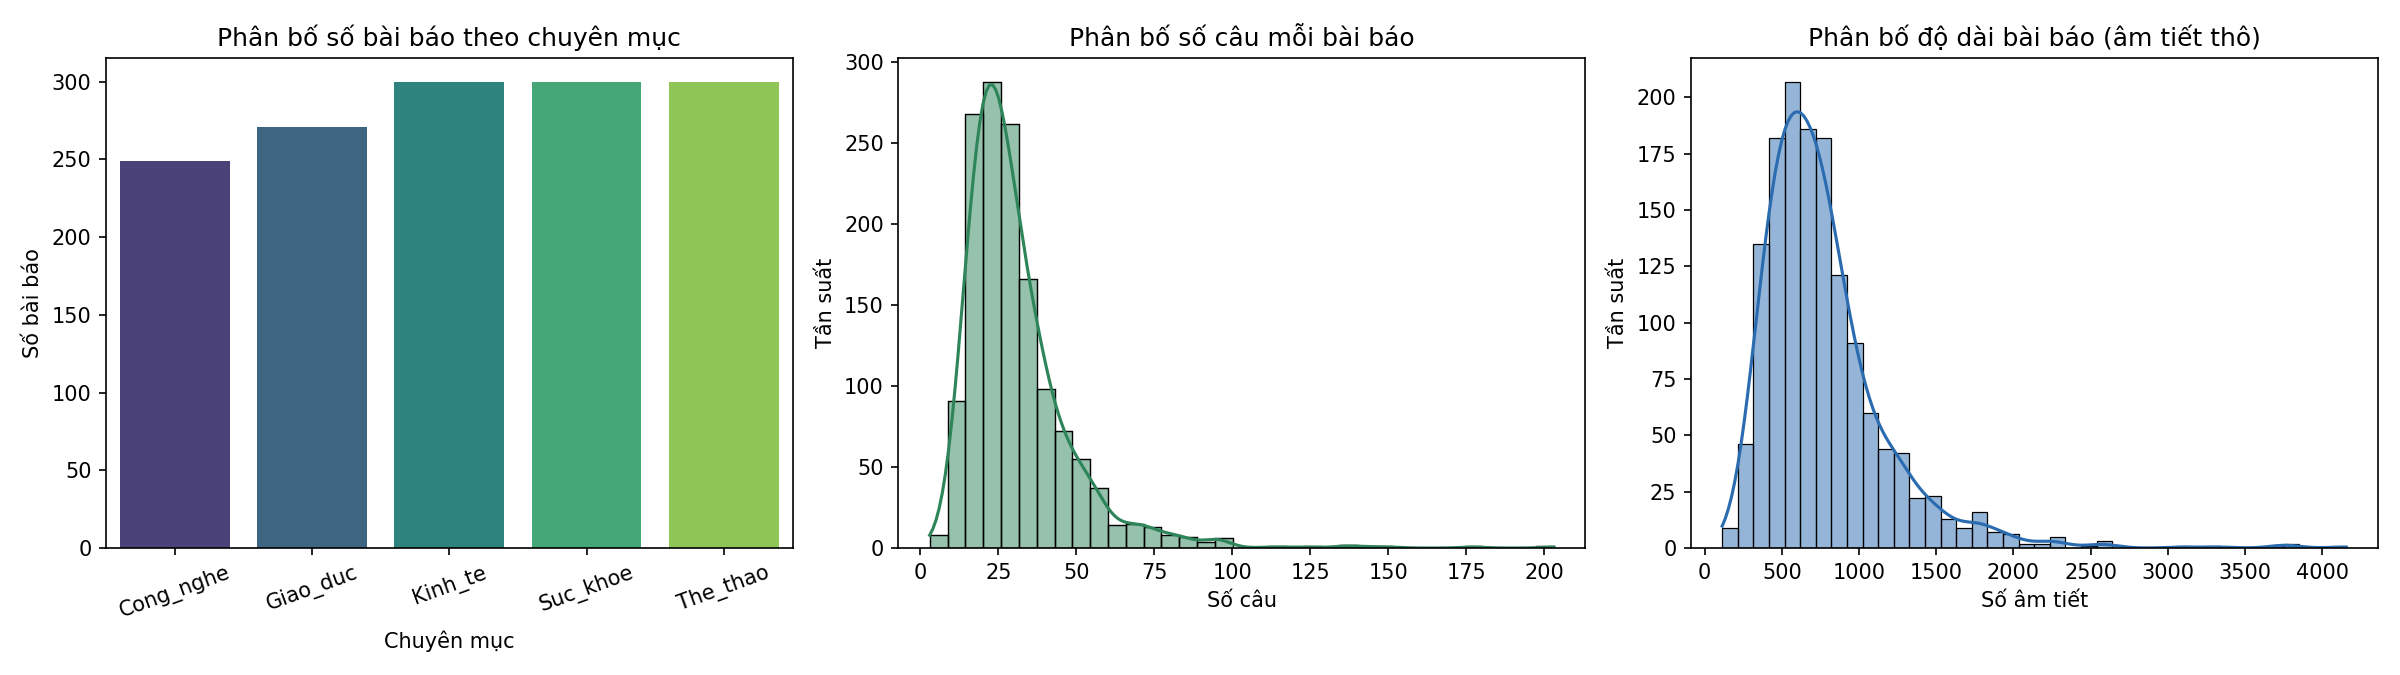 Phân bố số bài báo theo chuyên mục
Số bài báo
300
250
200
150
100
50
0
Cong_nghe
Giao_duc
Kinh_te
Suc_khoe
The_thao
Chuyên mục
Phân bố số câu mỗi bài báo
Tần suất
300
250
200
150
100
50
0
0 25 50 75 100 125 150 175 200
Số câu
Phân bố độ dài bài báo (âm tiết thô)
Tần suất
200
175
150
125
100
75
50
25
0
0 500 1000 1500 2000 2500 3000 3500 4000
Số âm tiết